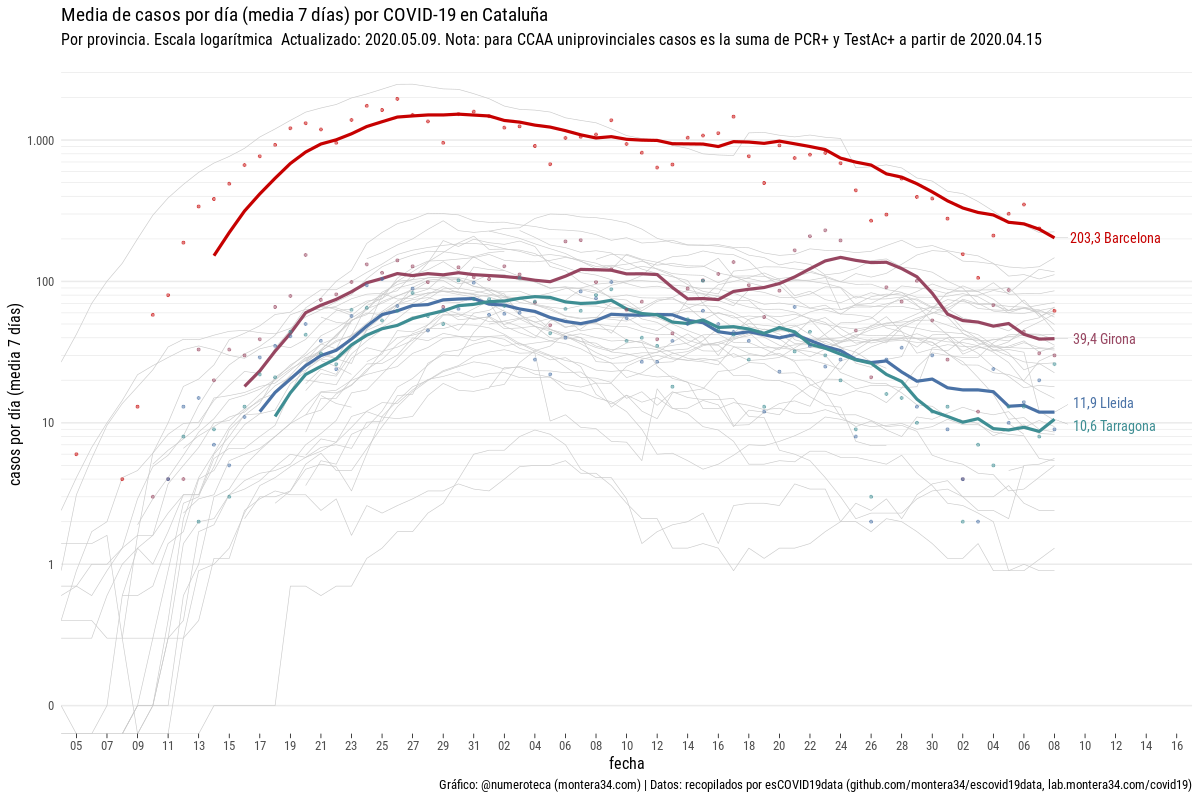 Media de casos por día (media 7 días) por COVID-19 en Cataluña
Por provincia. Escala logarítmica  Actualizado: 2020.05.09. Nota: para CCAA uniprovinciales casos es la suma de PCR+ y TestAc+ a partir de 2020.04.15
casos por día (media 7 días)
1.000
100
10
1
0
203,3 Barcelona
39,4 Girona
11,9 Lleida
10,6 Tarragona
05 07 09 11 13 15 17 19 21 23 25 27 29 31 02 04 06 08 10 12 14 16 18 20 22 24 26 28 30 02 04 06 08 10 12 14 16
fecha
Gráfico: @numeroteca (montera34.com) | Datos: recopilados por esCOVID19data (github.com/montera34/escovid19data, lab.montera34.com/covid19)